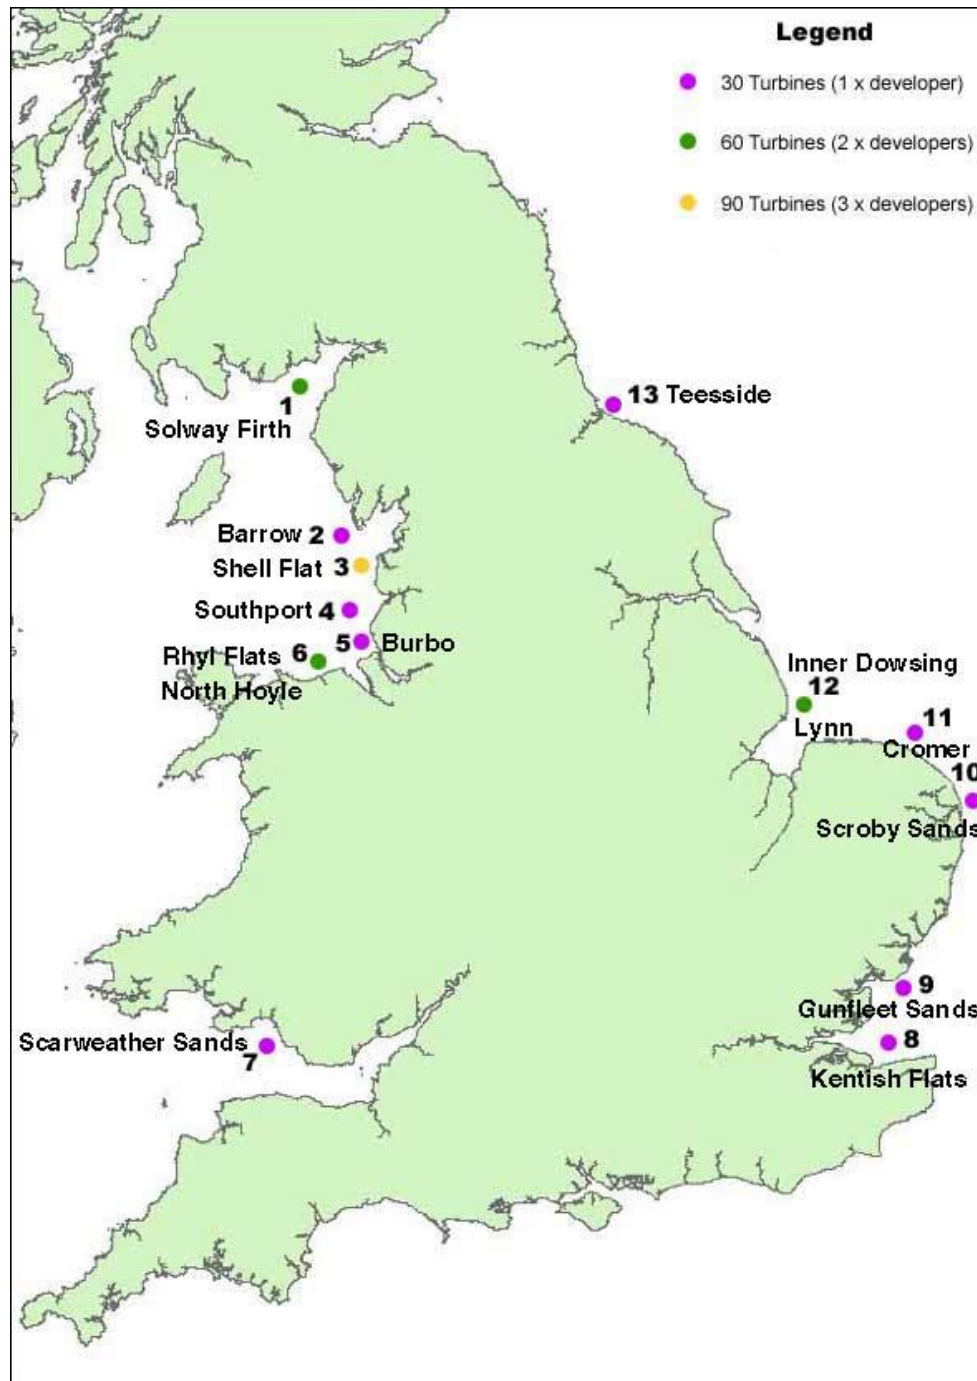 Legend
30 Turbines (1 x developer)
60 Turbines (2 x developers)
90 Turbines (3 x developers)
1
Solway Firth
13 Teesside
Barrow 2
Shell Flat 3
Southport 4
5 Burbo
Rhyl Flats 6
North Hoyle
Inner Dowsing
12
Lynn
11
Cromer
10
Scroby Sands
9
Gunfleet Sands
8
Kentish Flats
Scarweather Sands
7